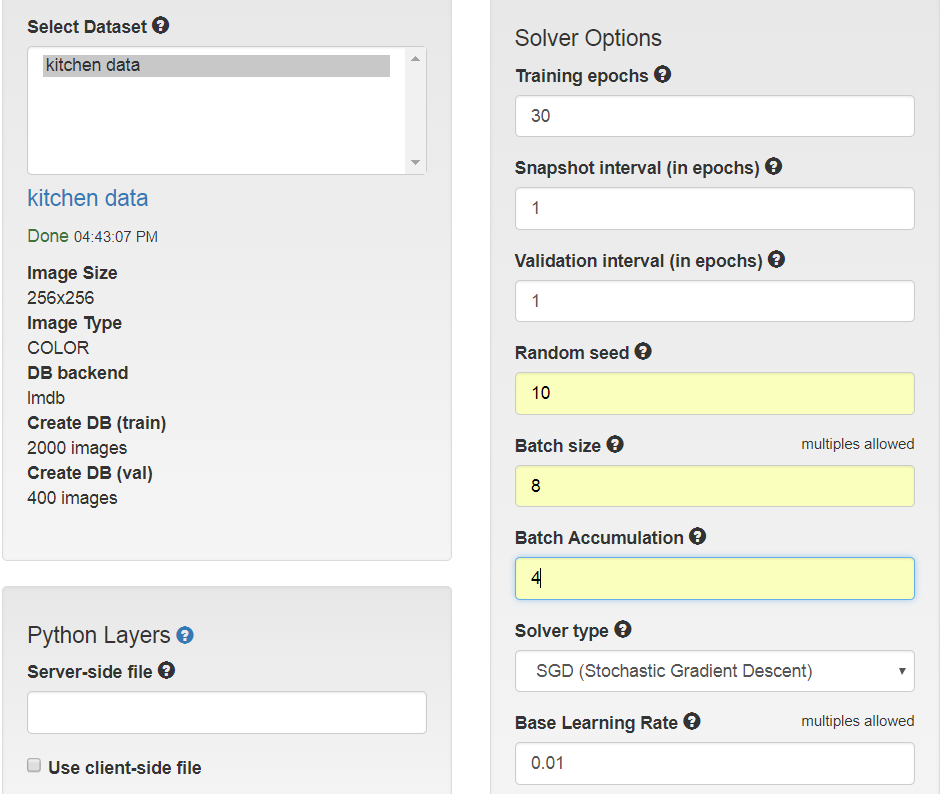 Select Dataset
kitchen data
kitchen data
Done 04:43:07 PM
Image Size
256x256
Image Type
COLOR
DB backend
lmdb
Create DB (train)
2000 images
Create DB (val)
400 images
Python Layers
Server-side file
Use client-side file
Solver Options
Training epochs
30
Snapshot interval (in epochs)
1
Validation interval (in epochs)
1
Random seed
10
Batch size multiples allowed
8
Batch Accumulation
4
Solver type
SGD (Stochastic Gradient Descent)
Base Learning Rate multiples allowed
0.01